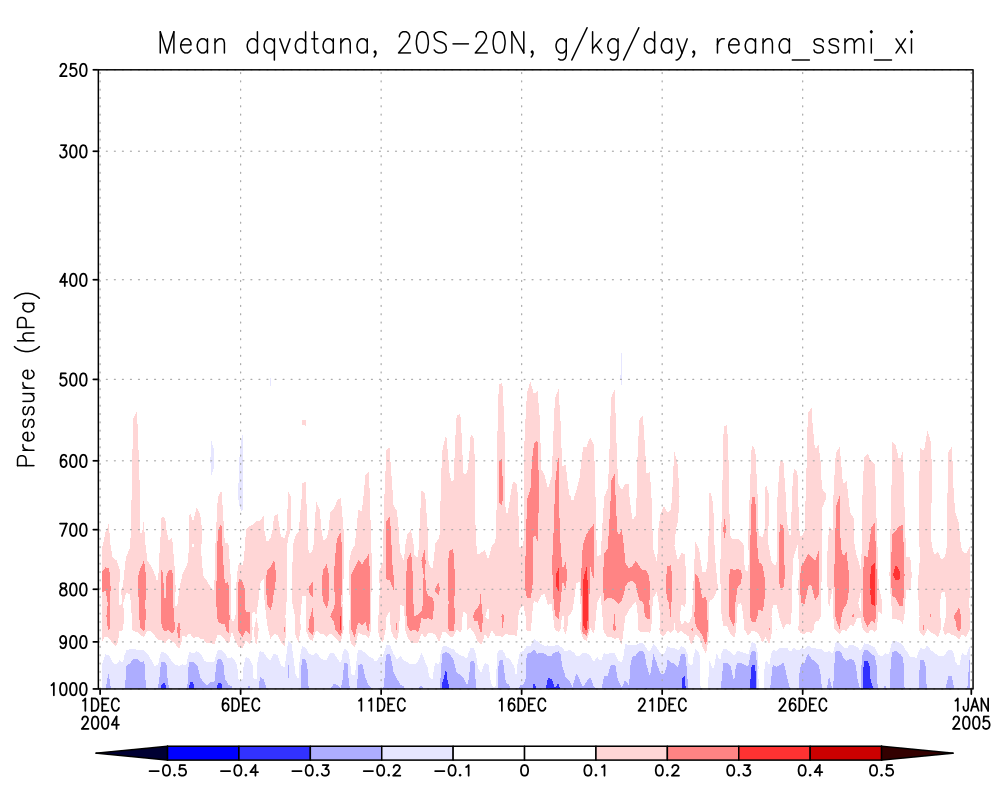 Mean dqvdtana, 20S-20N, g/kg/day, reana_ssmi_xi
250
300
400
500
600
700
800
900
1000
Pressure (hPa)
1DEC 6DEC 11DEC 16DEC 21DEC 26DEC 1JAN
2004 2005
-0.5 -0.4 -0.3 -0.2 -0.1 0 0.1 0.2 0.3 0.4 0.5